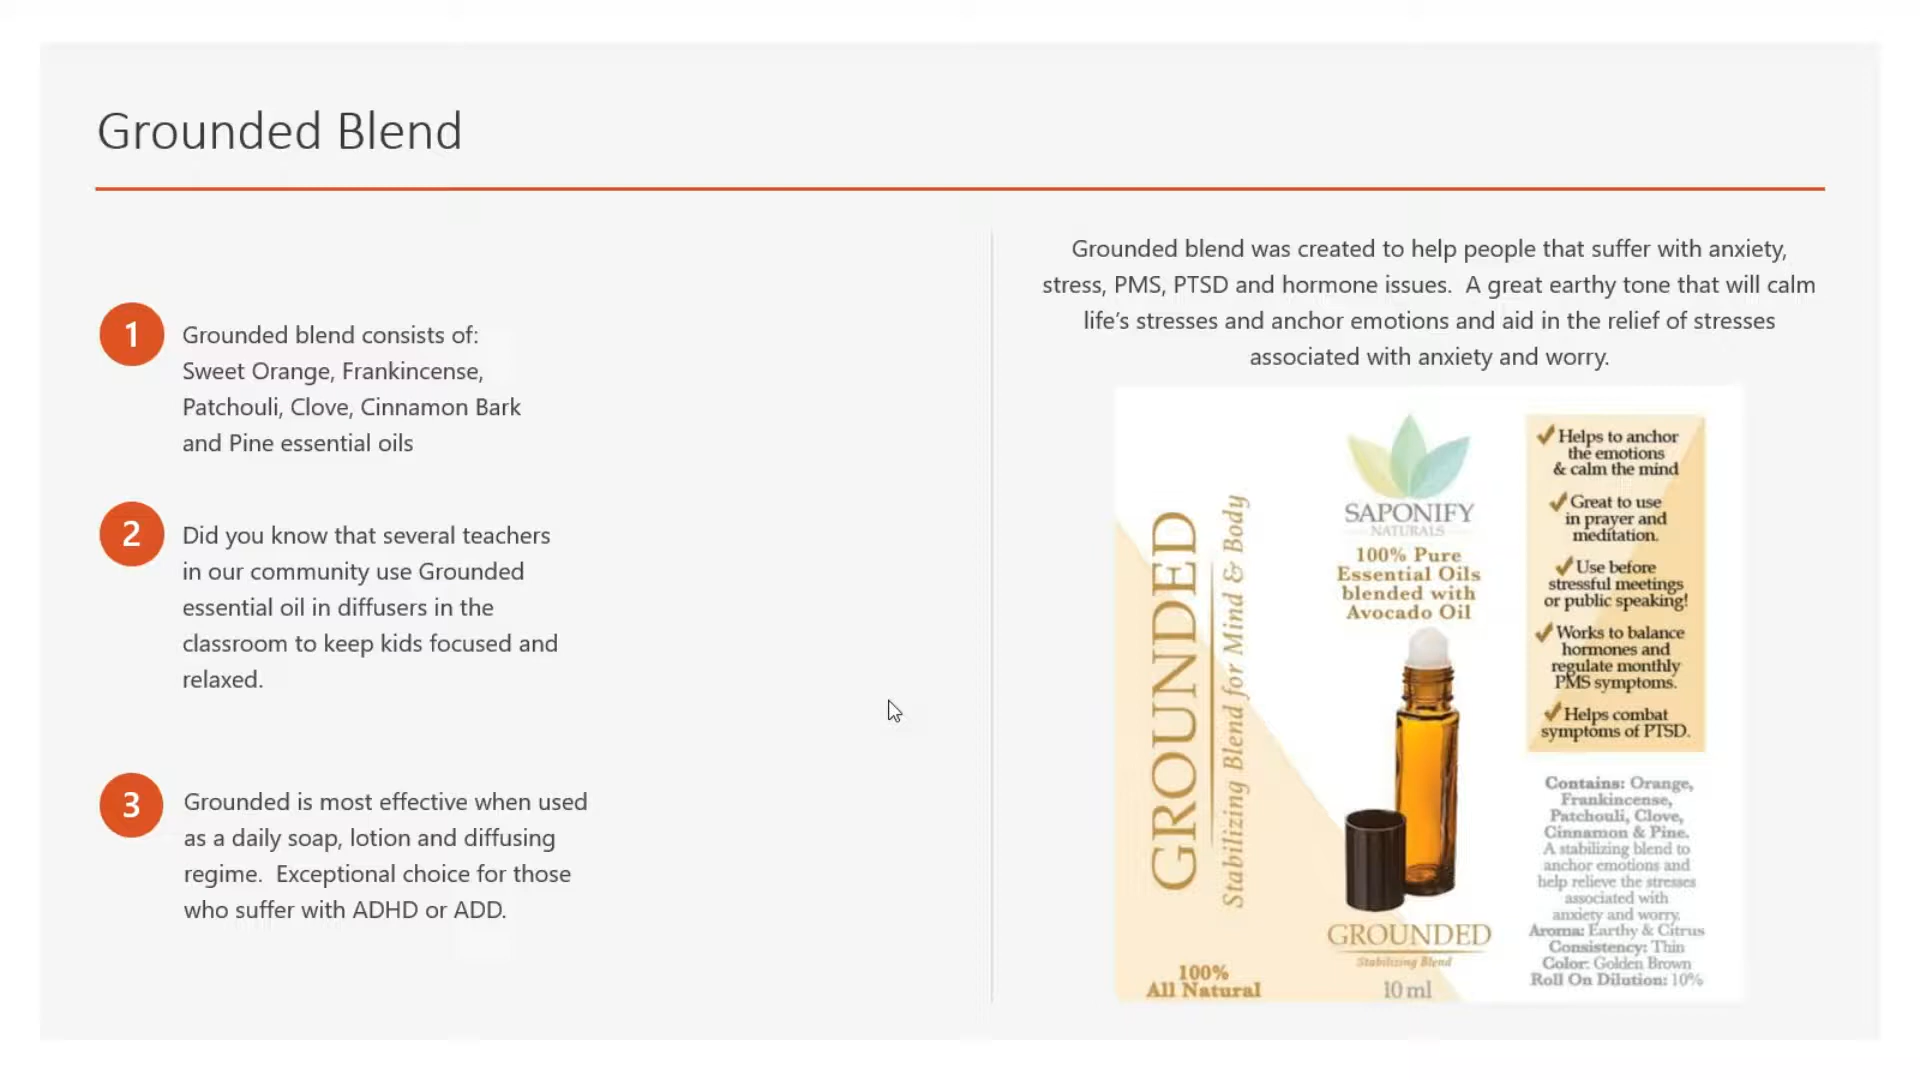 Grounded Blend
1
Grounded blend consists of:
Sweet Orange, Frankincense,
Patchouli, Clove, Cinnamon Bark
and Pine essential oils
2
Did you know that several teachers
in our community use Grounded
essential oil in diffusers in the
classroom to keep kids focused and
relaxed.
3
Grounded is most effective when used
as a daily soap, lotion and diffusing
regime. Exceptional choice for those
who suffer with ADHD or ADD.
Grounded blend was created to help people that suffer with anxiety,
stress, PMS, PTSD and hormone issues. A great earthy tone that will calm
life's stresses and anchor emotions and aid in the relief of stresses
associated with anxiety and worry.
GROUNDED
Stabilizing Blend for Mind & Body
100%
All Natural
SAPONIFY
NATURALS
100% Pure
Essential Oils
blended with
Avocado Oil
GROUNDED
Stabilizing Blend
10 ml
Helps to anchor
the emotions
& calm the mind
Great to use
in prayer and
meditation.
Use before
stressful meetings
or public speaking!
Works to balance
hormones and
regulate monthly
PMS symptoms.
Helps combat
symptoms of PTSD.
Contains: Orange,
Frankincense,
Patchouli, Clove,
Cinnamon & Pine.
A stabilizing blend to
anchor emotions and
help relieve the stresses
associated with
anxiety and worry.
Aroma: Earthy & Citrus
Consistency: Thin
Color: Golden Brown
Roll On Dilution: 10%